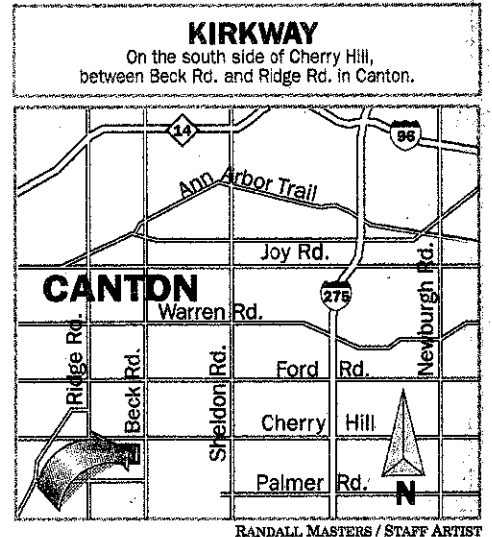 KIRKWAY
On the south side of Cherry Hill,
between Beck Rd. and Ridge Rd. in Canton.
14
96
Ann Arbor Trail
Joy Rd.
CANTON
275
Warren Rd.
Newburgh Rd.
Ridge Rd.
Beck Rd.
Sheldon Rd.
Ford Rd.
Cherry Hill
Palmer Rd.
N
RANDALL MASTERS / STAFF ARTIST